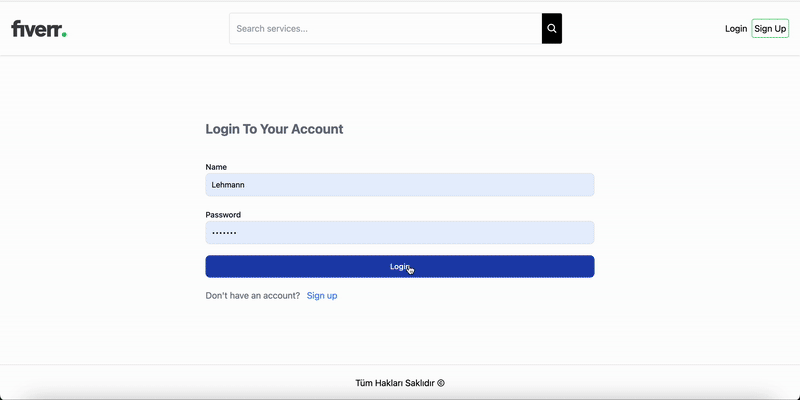 fiverr.
Search services...
Login
Sign Up
Login To Your Account
Name
Lehmann
Password
•••••••
Login
Don't have an account? Sign up
Tüm Hakları Saklıdır ©